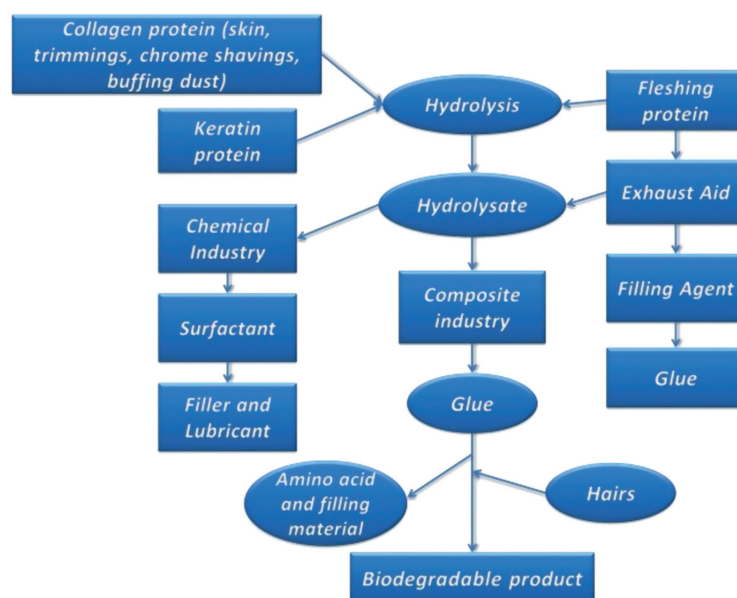 Collagen protein (skin,
trimmings, chrome shavings,
buffing dust)
Hydrolysis
Fleshing
protein
Keratin
protein
Hydrolysate
Exhaust Aid
Chemical
Industry
Composite
industry
Filling Agent
Surfactant
Glue
Filler and
Lubricant
Glue
Amino acid
and filling
material
Hairs
Biodegradable product